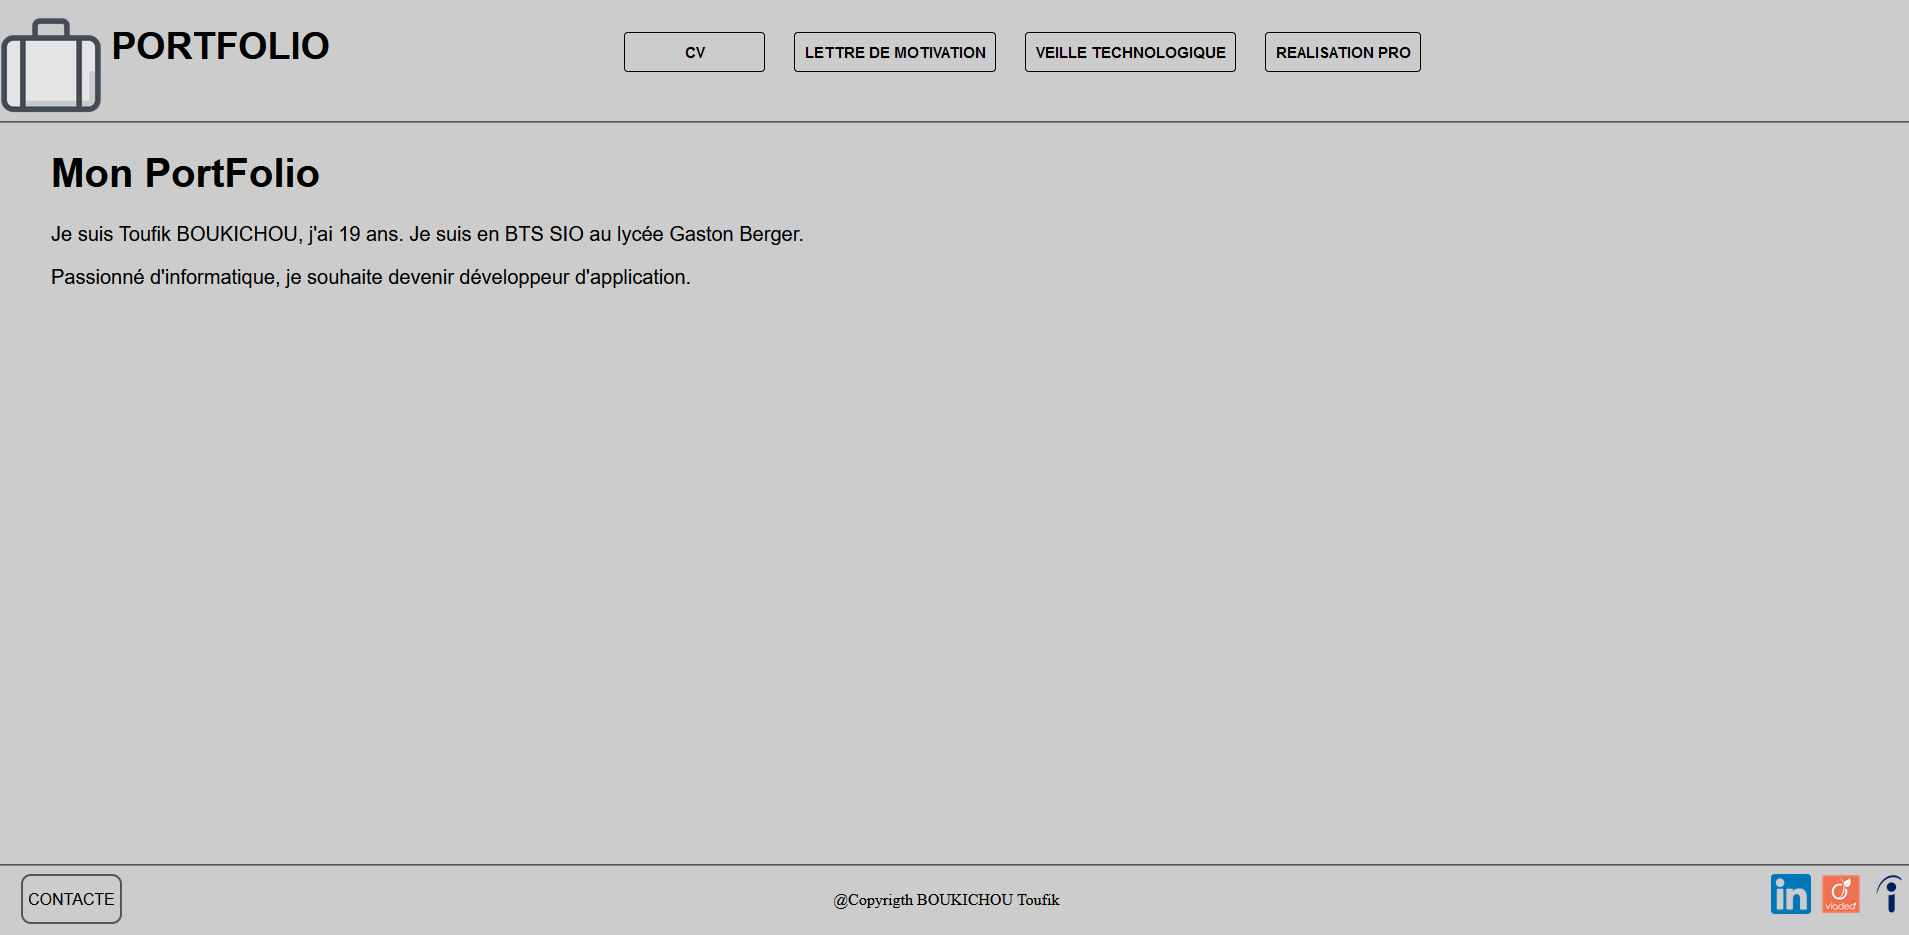 PORTFOLIO
CV
LETTRE DE MOTIVATION
VEILLE TECHNOLOGIQUE
REALISATION PRO
Mon PortFolio
Je suis Toufik BOUKICHOU, j'ai 19 ans. Je suis en BTS SIO au lycée Gaston Berger.
Passionné d'informatique, je souhaite devenir développeur d'application.
CONTACTE
@Copyrigth BOUKICHOU Toufik
in
viadeo
i